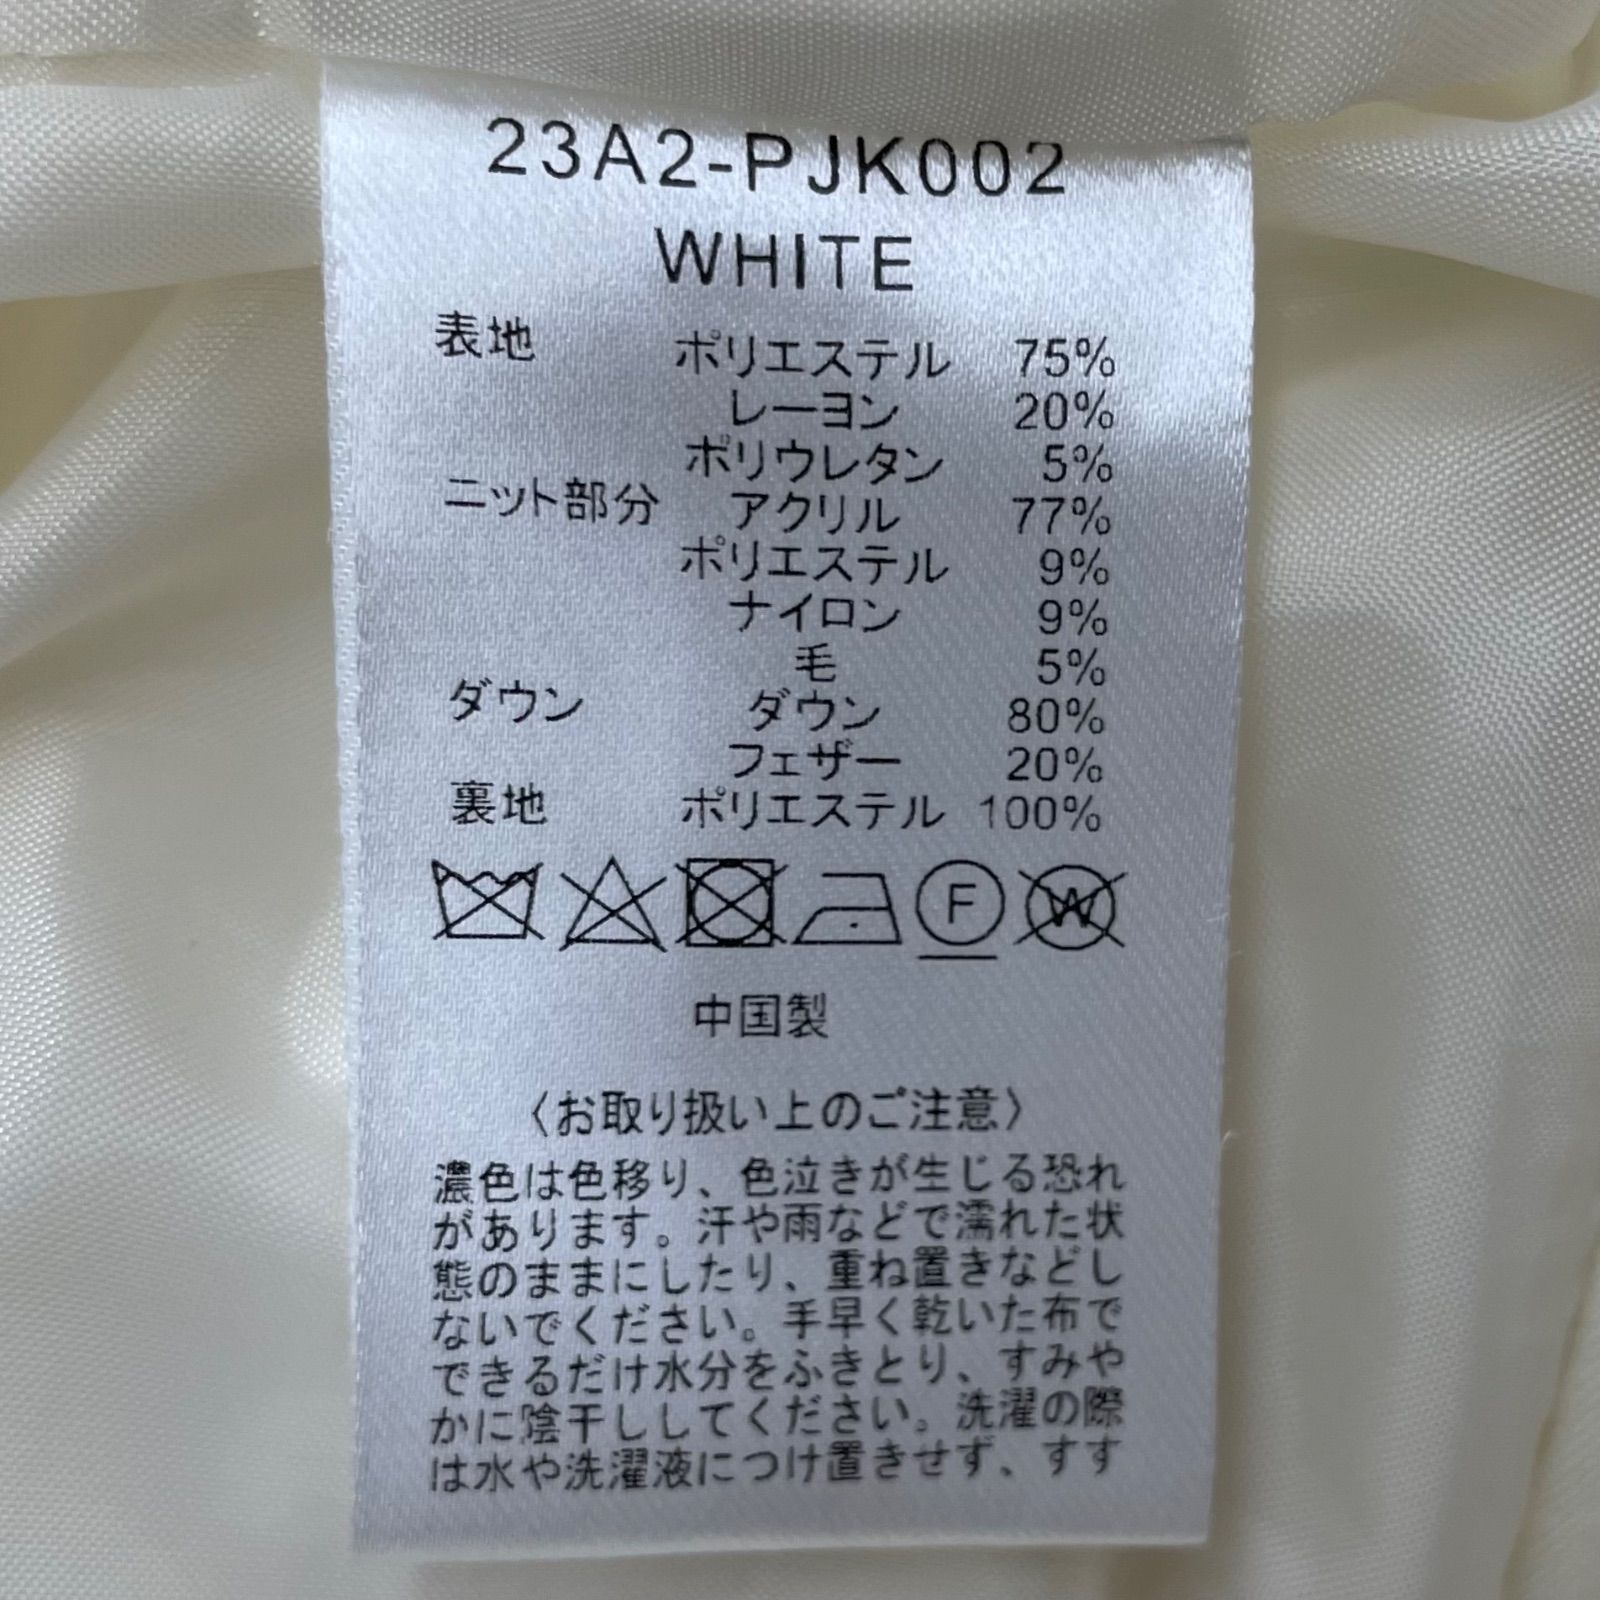 23A2-PJK002
WHITE
表地 ポリエステル 75%
レーヨン 20%
ポリウレタン 5%
ニット部分 アクリル 77%
ポリエステル 9%
ナイロン 9%
毛 5%
ダウン ダウン 80%
フェザー 20%
裏地 ポリエステル 100%
F W
中国製
〈お取り扱い上のご注意〉
濃色は色移り、色泣きが生じる恐れ
があります。汗や雨などで濡れた状
態のままにしたり、重ね置きなどし
ないでください。手早く乾いた布で
できるだけ水分をふきとり、すみや
かに陰干ししてください。洗濯の際
は水や洗濯液につけ置きせず、すす